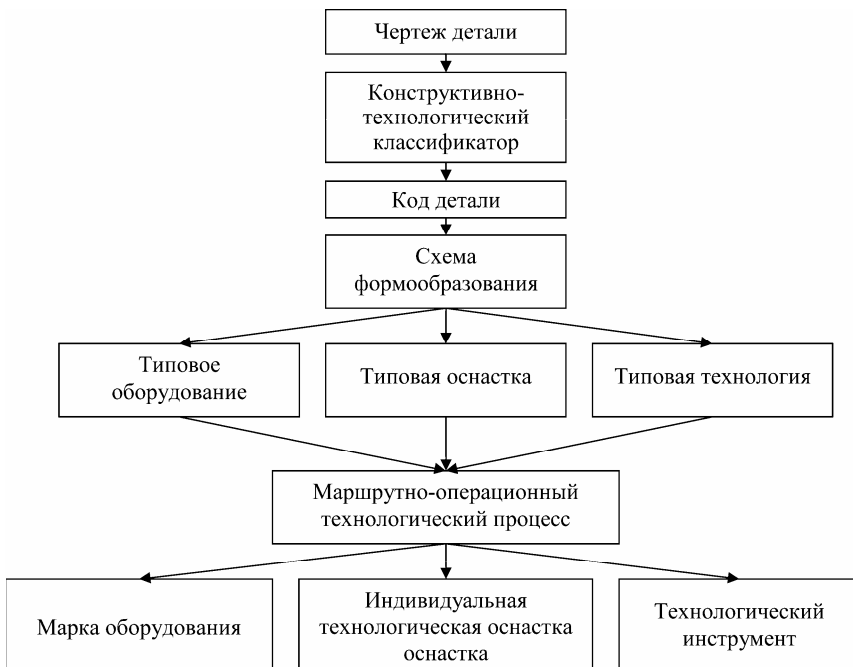 Чертеж детали
Конструктивно-
технологический
классификатор
Код детали
Схема
формообразования
Типовое
оборудование
Типовая оснастка
Типовая технология
Маршрутно-операционный
технологический процесс
Марка оборудования
Индивидуальная
технологическая оснастка
оснастка
Технологический
инструмент